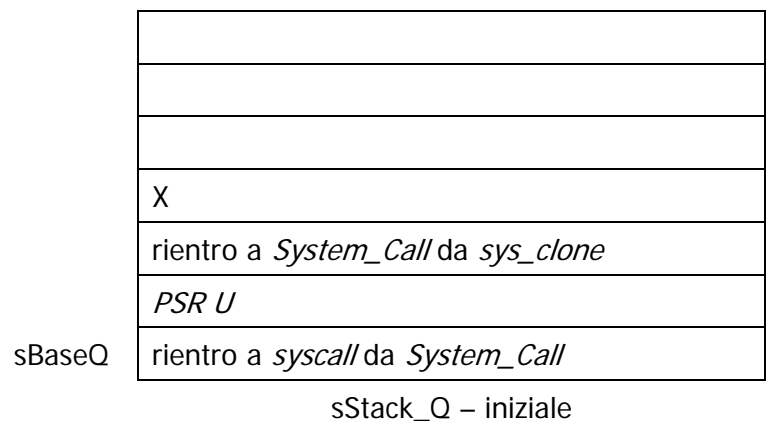 X
rientro a System_Call da sys_clone
PSR U
sBaseQ rientro a syscall da System_Call
sStack_Q – iniziale